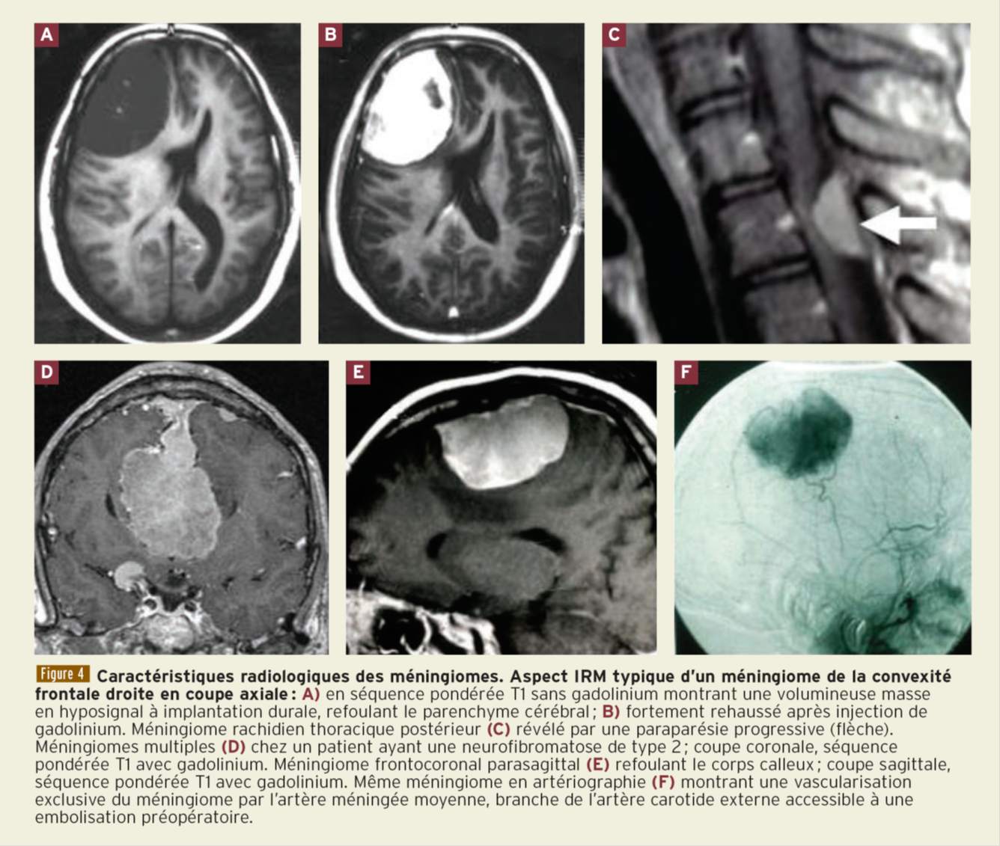 A
B
C
D
E
F
Figure 4 Caractéristiques radiologiques des méningiomes. Aspect IRM typique d'un méningiome de la convexité
frontale droite en coupe axiale : A) en séquence pondérée T1 sans gadolinium montrant une volumineuse masse
en hyposignal à implantation durale, refoulant le parenchyme cérébral ; B) fortement rehaussé après injection de
gadolinium. Méningiome rachidien thoracique postérieur (C) révélé par une paraparésie progressive (flèche).
Méningiomes multiples (D) chez un patient ayant une neurofibromatose de type 2 ; coupe coronale, séquence
pondérée T1 avec gadolinium. Méningiome frontocoronal parasagittal (E) refoulant le corps calleux ; coupe sagittale,
séquence pondérée T1 avec gadolinium. Même méningiome en artériographie (F) montrant une vascularisation
exclusive du méningiome par l'artère méningée moyenne, branche de l'artère carotide externe accessible à une
embolisation préopératoire.